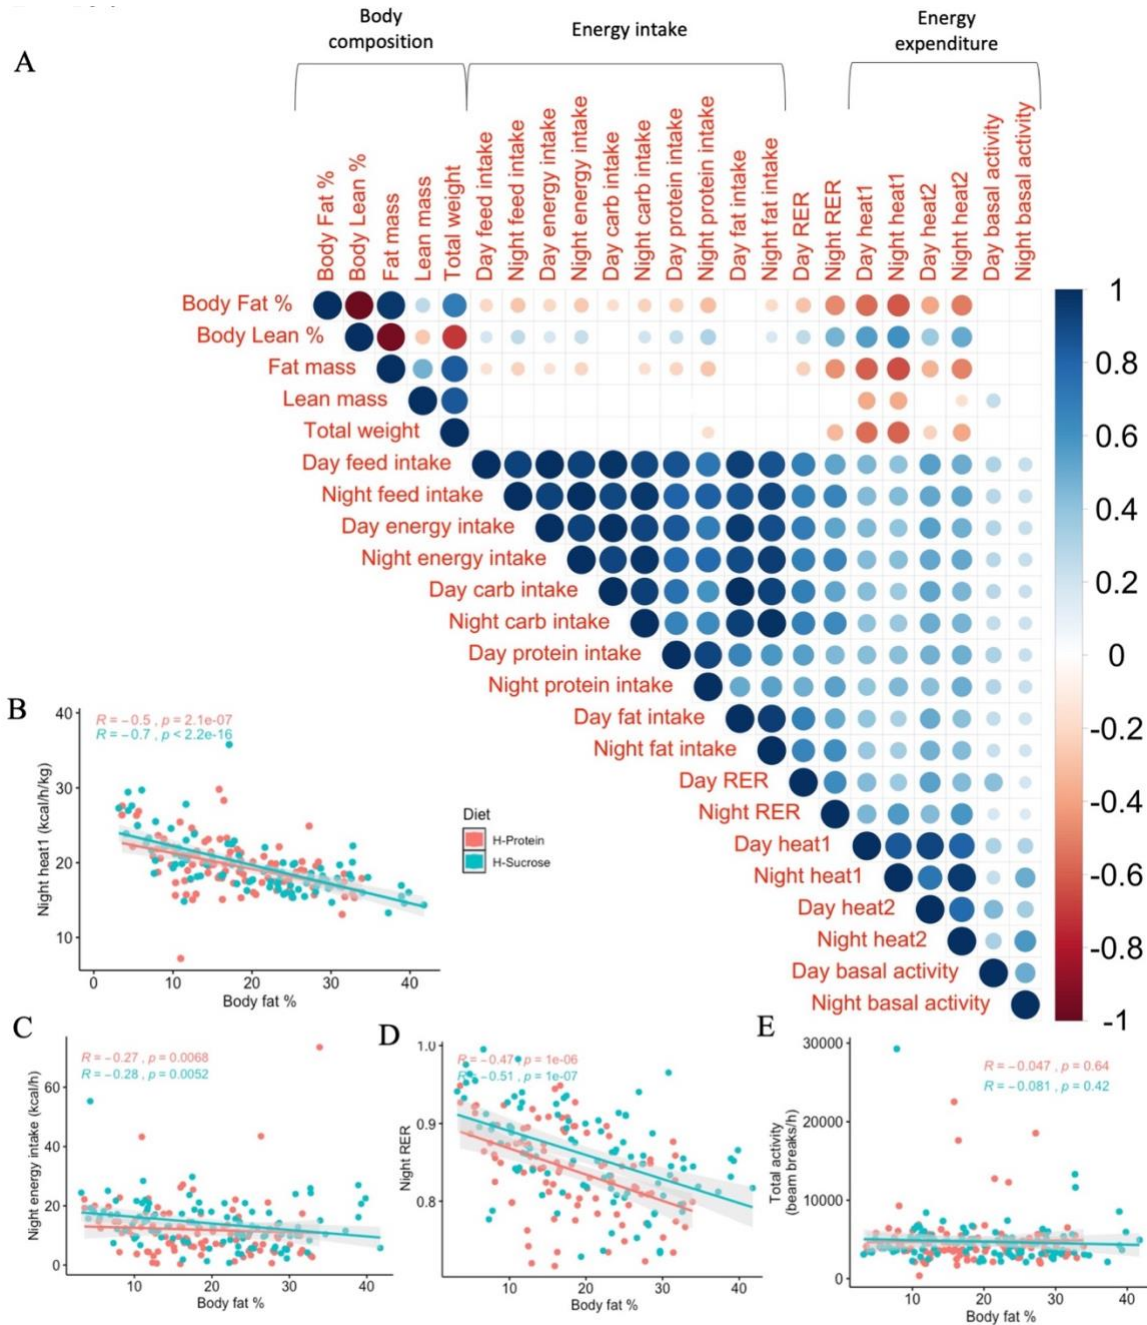 A
Body
composition
Energy intake
Energy
expenditure
Body Fat %
Body Lean %
Fat mass
Lean mass
Total weight
Day feed intake
Night feed intake
Day energy intake
Night energy intake
Day carb intake
Night carb intake
Day protein intake
Night protein intake
Day fat intake
Night fat intake
Day RER
Night RER
Day heat1
Night heat1
Day heat2
Night heat2
Day basal activity
Night basal activity
Body Fat %
Body Lean %
Fat mass
Lean mass
Total weight
Day feed intake
Night feed intake
Day energy intake
Night energy intake
Day carb intake
Night carb intake
Day protein intake
Night protein intake
Day fat intake
Night fat intake
Day RER
Night RER
Day heat1
Night heat1
Day heat2
Night heat2
Day basal activity
Night basal activity
1
0.8
0.6
0.4
0.2
0
-0.2
-0.4
-0.6
-0.8
-1
B
R = −0.5 , p = 2.1e-07
R = −0.7 , p < 2.2e-16
Night heat1 (kcal/h/kg)
40
30
20
10
0 10 20 30 40
Body fat %
Diet
H-Protein
H-Sucrose
C
R = −0.27 , p = 0.0068
R = −0.28 , p = 0.0052
Night energy intake (kcal/h)
60
40
20
0
10 20 30 40
Body fat %
D
R = −0.47 , p = 1e-06
R = −0.51 , p = 1e-07
Night RER
1.0
0.9
0.8
10 20 30 40
Body fat %
E
R = −0.047 , p = 0.64
R = −0.081 , p = 0.42
Total activity
(beam breaks/h)
30000
20000
10000
0
10 20 30 40
Body fat %